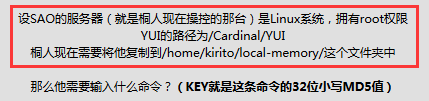 设SAO的服务器（就是桐人现在操控的那台）是Linux系统，拥有root权限
YUI的路径为/Cardinal/YUI
桐人现在需要将他复制到/home/kirito/local-memory/这个文件夹中
那么他需要输入什么命令？（KEY就是这条命令的32位小写MD5值）